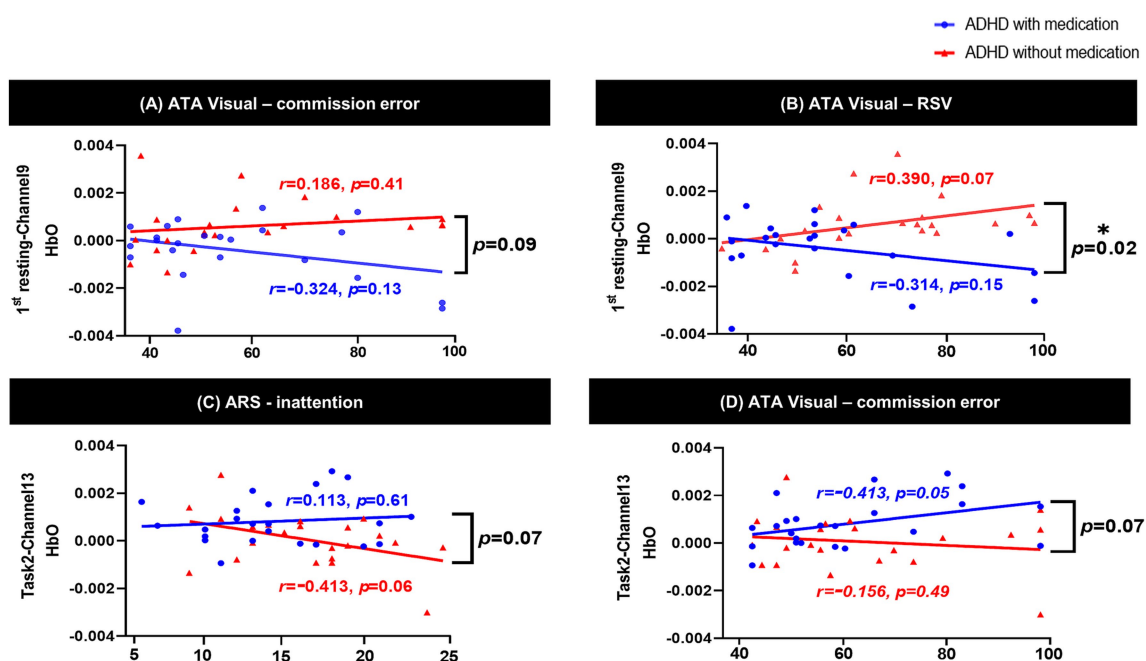 ADHD with medication
ADHD without medication
(A) ATA Visual – commission error
0.004
0.002
0.000
-0.002
-0.004
1st resting-Channel9
HbO
r=0.186, p=0.41
r=-0.324, p=0.13
p=0.09
40
60
80
100
(B) ATA Visual – RSV
0.004
0.002
0.000
-0.002
-0.004
1st resting-Channel9
HbO
r=0.390, p=0.07
r=-0.314, p=0.15
*
p=0.02
40
60
80
100
(C) ARS - inattention
0.004
0.002
0.000
-0.002
-0.004
Task2-Channel13
HbO
r=0.113, p=0.61
r=-0.413, p=0.06
p=0.07
5
10
15
20
25
(D) ATA Visual – commission error
0.004
0.002
0.000
-0.002
-0.004
Task2-Channel13
HbO
r=-0.413, p=0.05
r=-0.156, p=0.49
p=0.07
40
60
80
100